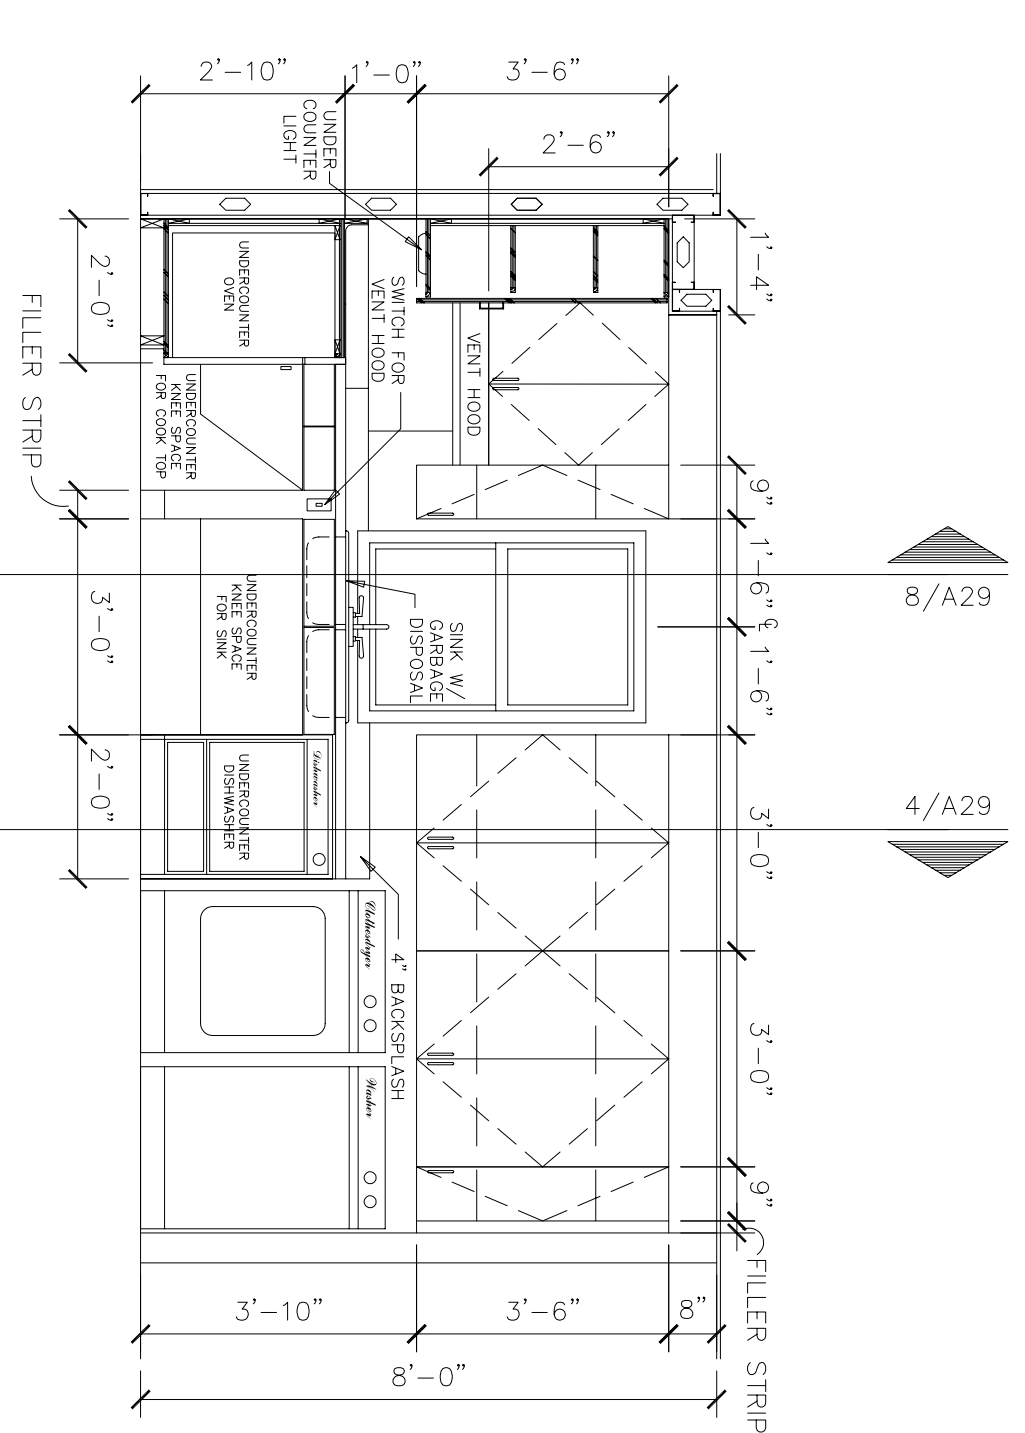 2'-10"
1'-0"
3'-6"
2'-6"
UNDER
COUNTER
LIGHT
1'-4"
2'-0"
UNDERCOUNTER
OVEN
SWITCH FOR
VENT HOOD
VENT HOOD
FILLER STRIP
UNDERCOUNTER
KNEE SPACE
FOR COOK TOP
9"
1'-6"
℄
1'-6"
8/A29
3'-0"
UNDERCOUNTER
KNEE SPACE
FOR SINK
SINK W/
GARBAGE
DISPOSAL
2'-0"
UNDERCOUNTER
DISHWASHER
Dishwasher
3'-0"
4/A29
Clothesdryer
4" BACKSPLASH
3'-0"
Washer
9"
FILLER STRIP
3'-10"
3'-6"
8"
8'-0"